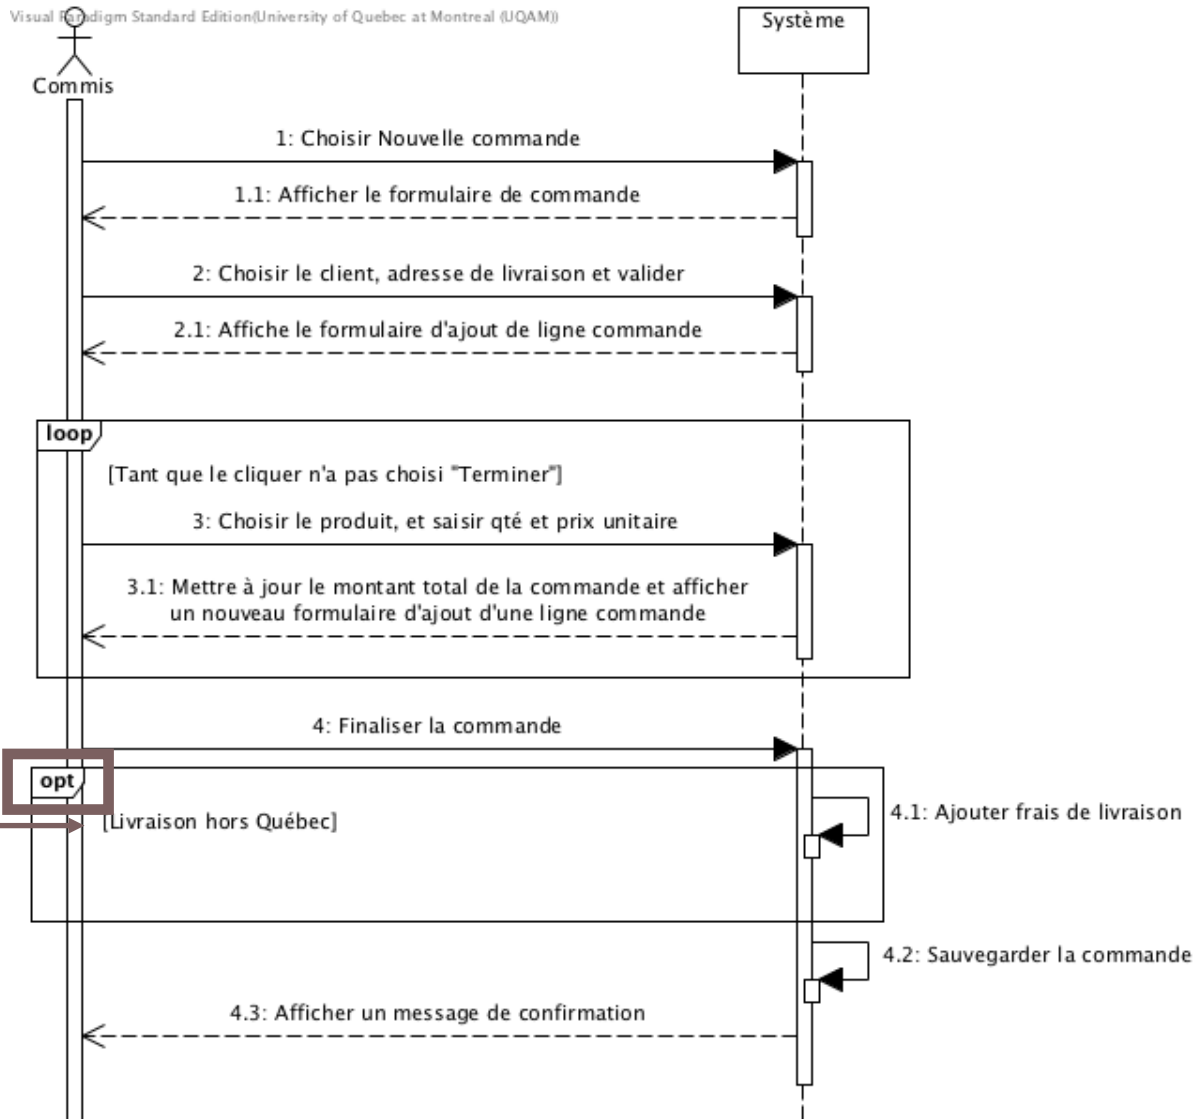 Visual Paradigm Standard Edition(University of Quebec at Montreal (UQAM))
Système
Commis
1: Choisir Nouvelle commande
1.1: Afficher le formulaire de commande
2: Choisir le client, adresse de livraison et valider
2.1: Affiche le formulaire d'ajout de ligne commande
loop
[Tant que le cliquer n'a pas choisi "Terminer"]
3: Choisir le produit, et saisir qté et prix unitaire
3.1: Mettre à jour le montant total de la commande et afficher
un nouveau formulaire d'ajout d'une ligne commande
4: Finaliser la commande
opt
[Livraison hors Québec]
4.1: Ajouter frais de livraison
4.2: Sauvegarder la commande
4.3: Afficher un message de confirmation